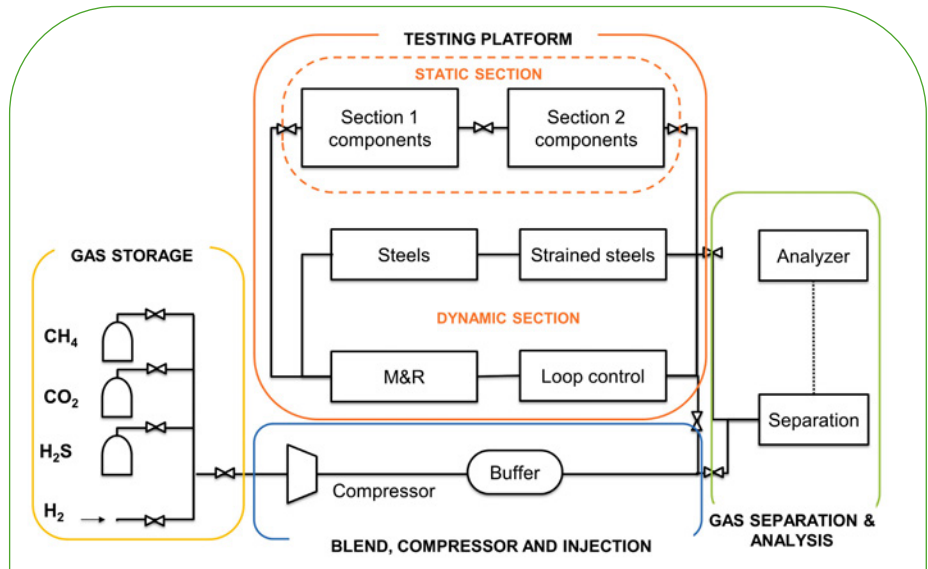 TESTING PLATFORM
STATIC SECTION
Section 1
components
Section 2
components
GAS STORAGE
Steels
Strained steels
Analyzer
CH₄
DYNAMIC SECTION
CO₂
M&R
Loop control
H₂S
Separation
Buffer
Compressor
H₂
GAS SEPARATION &
ANALYSIS
BLEND, COMPRESSOR AND INJECTION